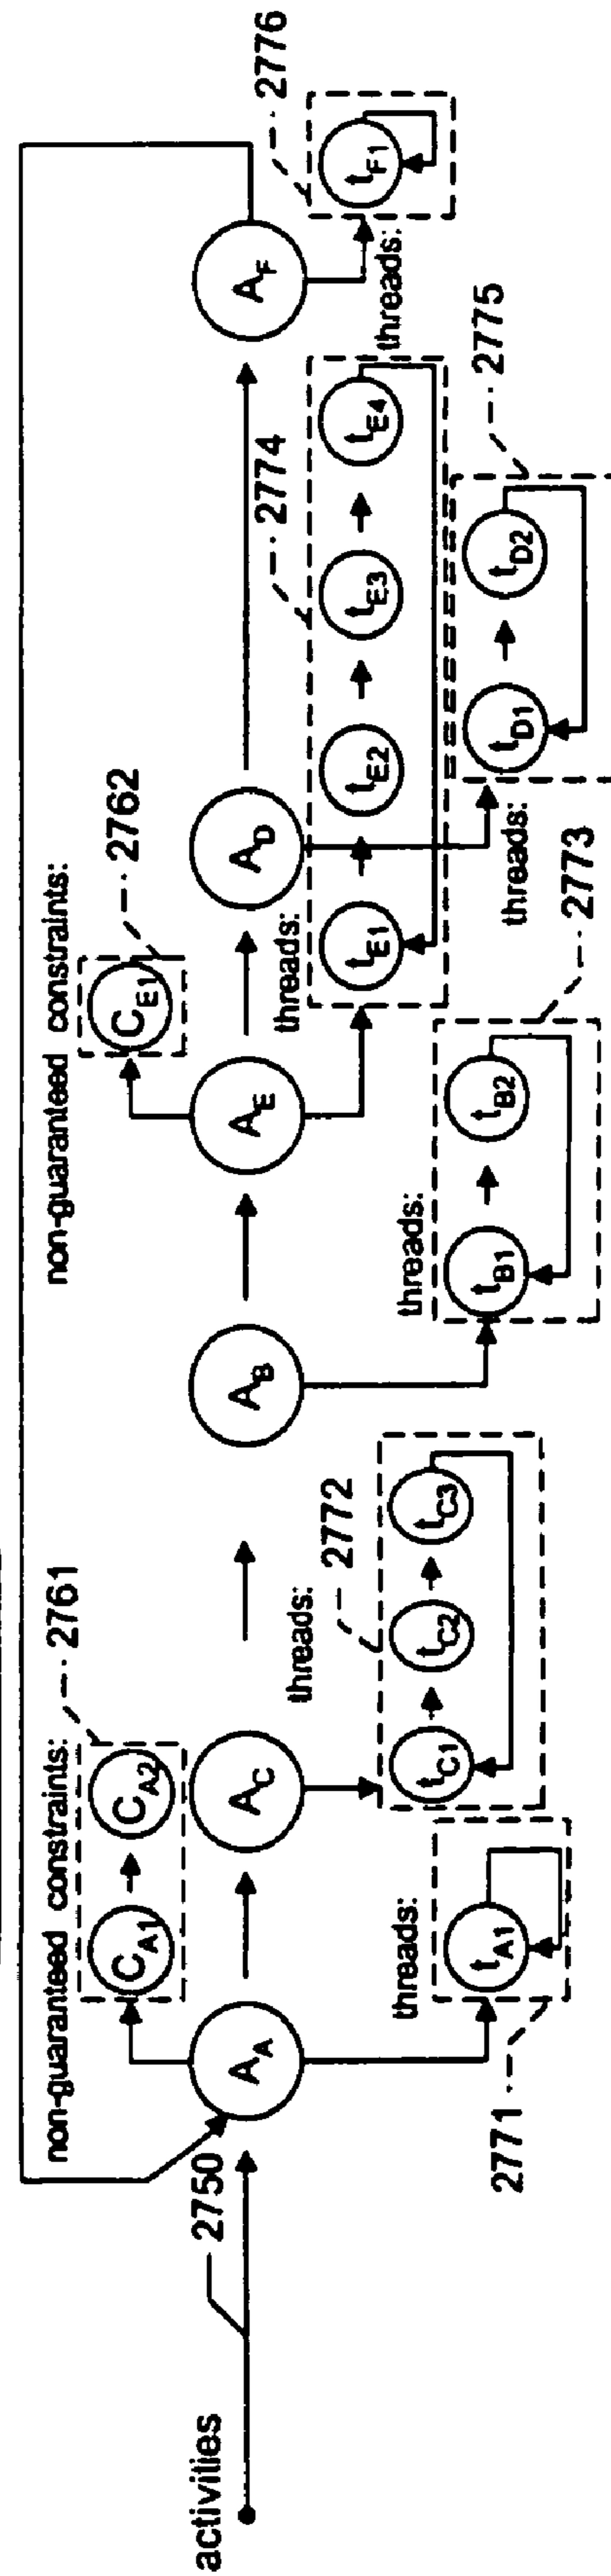 activities
2750
non-guaranteed constraints:
2761
C_A1
C_A2
non-guaranteed constraints:
2762
C_E1
A_A
A_C
A_B
A_E
A_D
A_F
threads:
2771
t_A1
threads:
2772
t_C1
t_C2
t_C3
threads:
2773
t_B1
t_B2
threads:
2774
t_E1
t_E2
t_E3
t_E4
threads:
2775
t_D1
t_D2
threads:
2776
t_F1